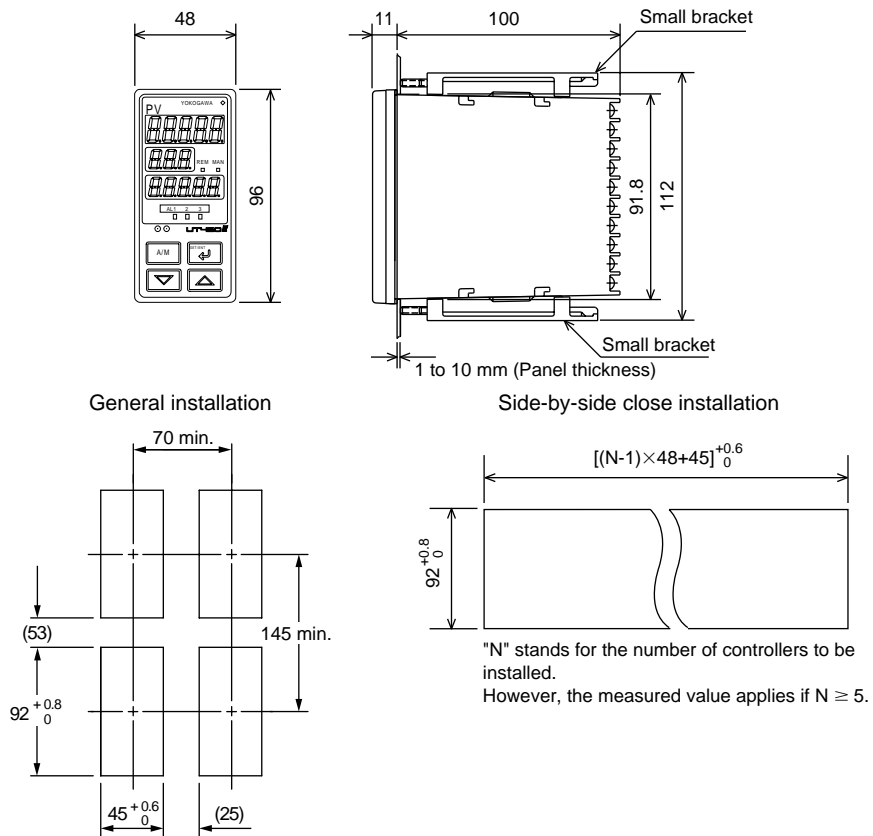 48
11
100
Small bracket
YOKOGAWA
PV
REM MAN
AL1 2 3
A/M
SET/ENT
96
91.8
112
Small bracket
1 to 10 mm (Panel thickness)
General installation
70 min.
(53)
145 min.
92 +0.8 0
45 +0.6 0
(25)
Side-by-side close installation
[(N-1)×48+45] +0.6 0
92 +0.8 0
"N" stands for the number of controllers to be
installed.
However, the measured value applies if N ≥ 5.